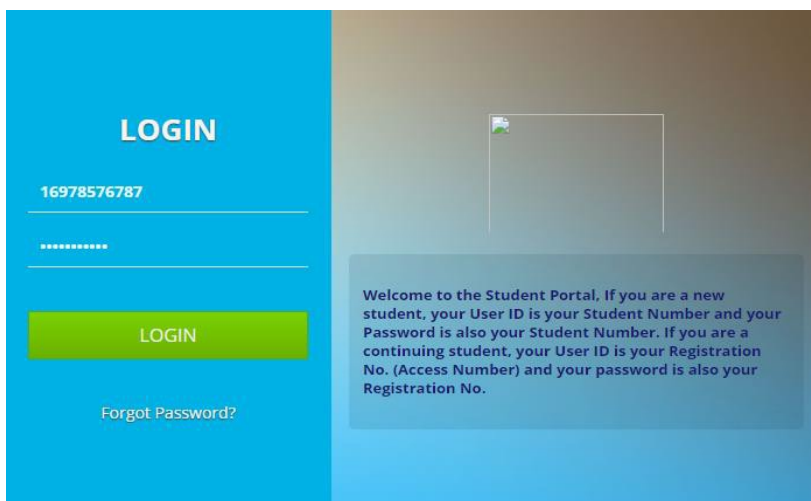 LOGIN
16978576787
•••••••••••
LOGIN
Forgot Password?
Welcome to the Student Portal, If you are a new
student, your User ID is your Student Number and your
Password is also your Student Number. If you are a
continuing student, your User ID is your Registration
No. (Access Number) and your password is also your
Registration No.